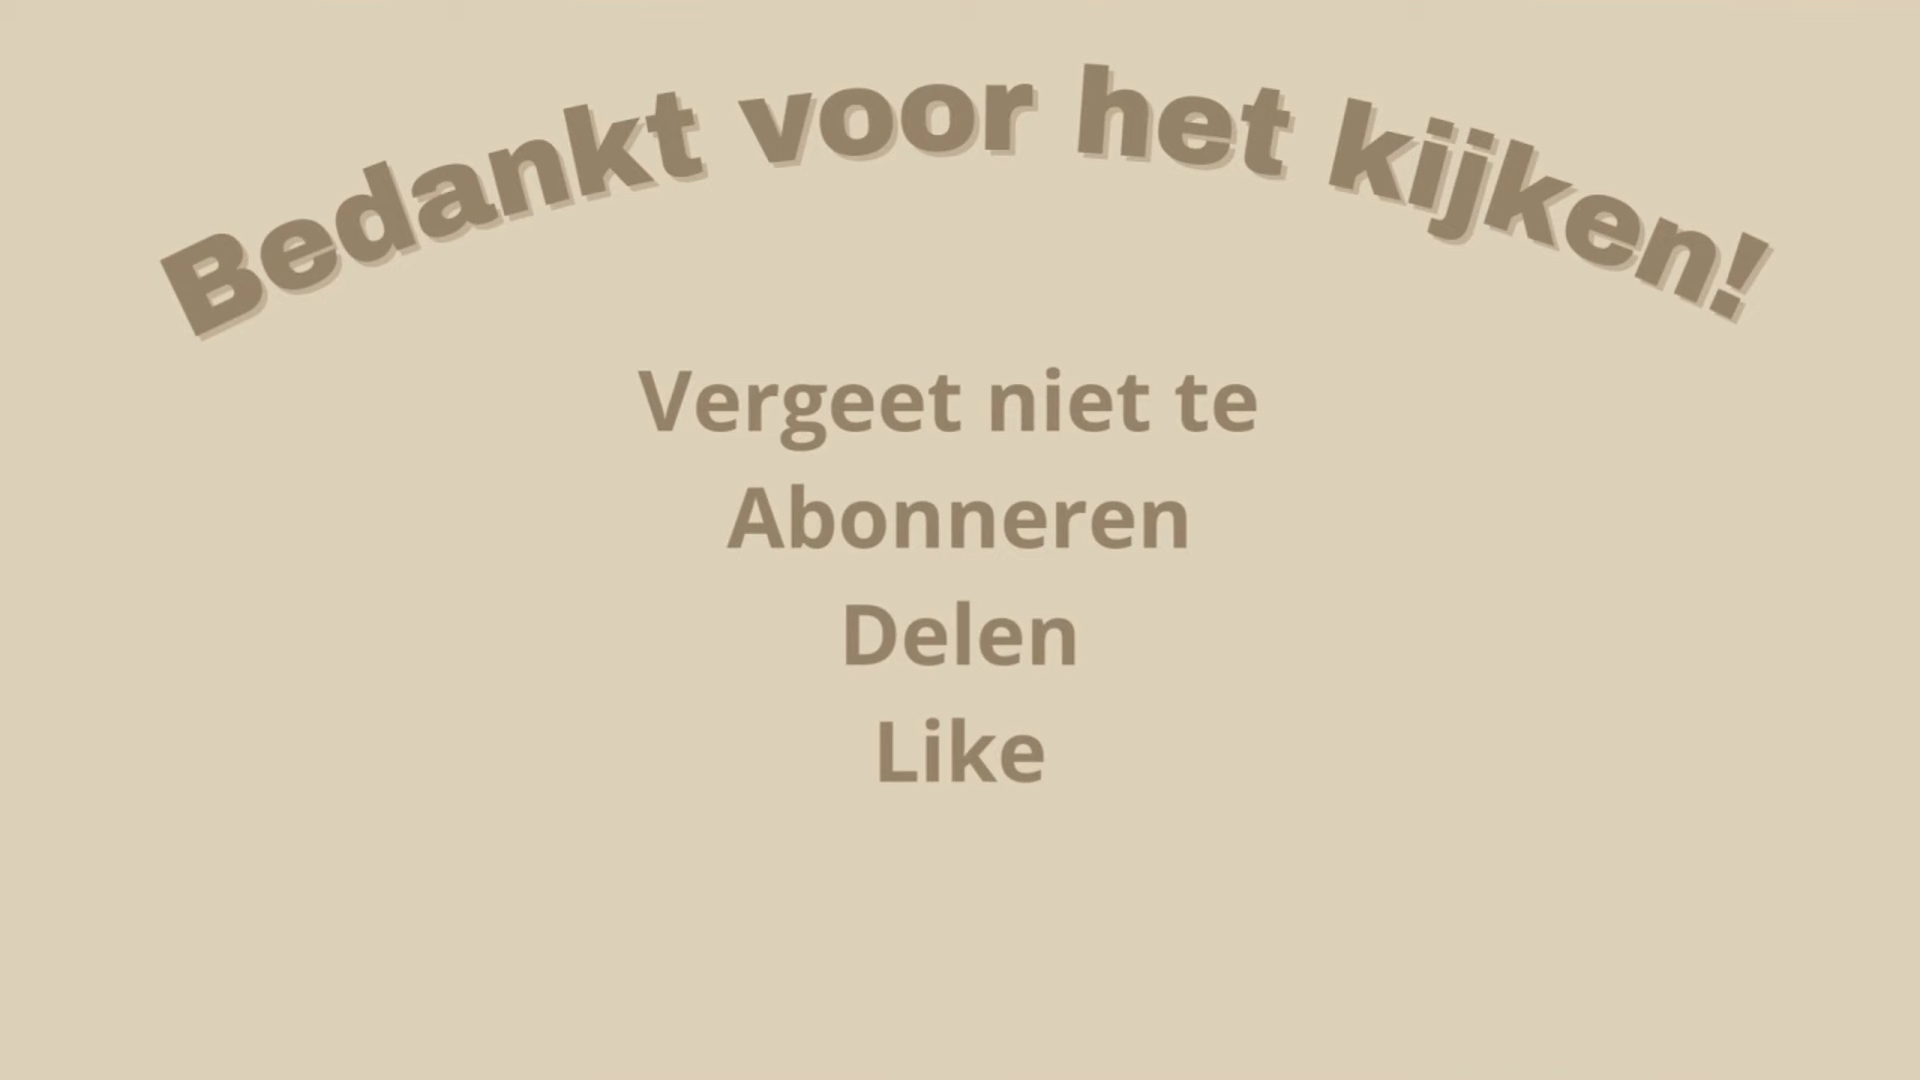 Bedankt voor het kijken!
Vergeet niet te
Abonneren
Delen
Like